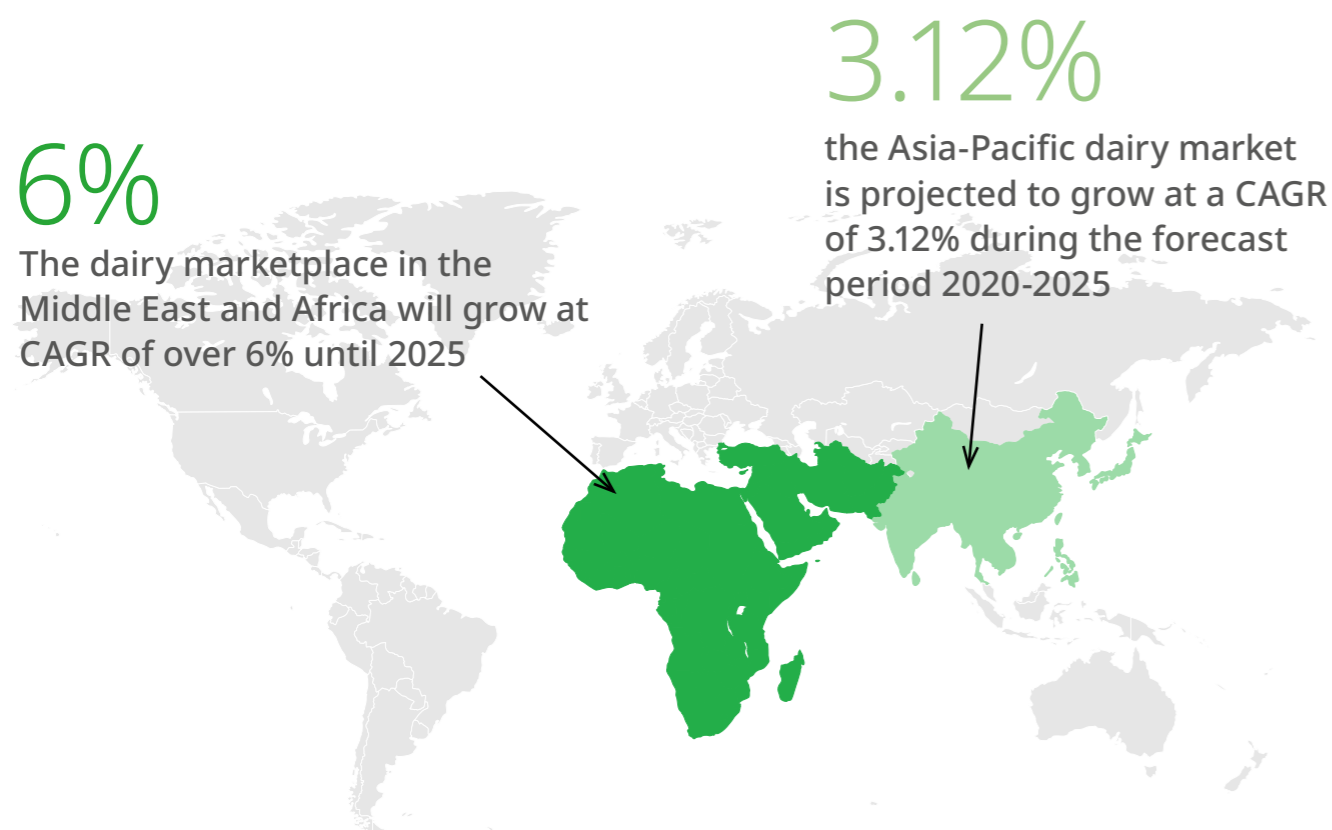 6%
The dairy marketplace in the
Middle East and Africa will grow at
CAGR of over 6% until 2025
3.12%
the Asia-Pacific dairy market
is projected to grow at a CAGR
of 3.12% during the forecast
period 2020-2025